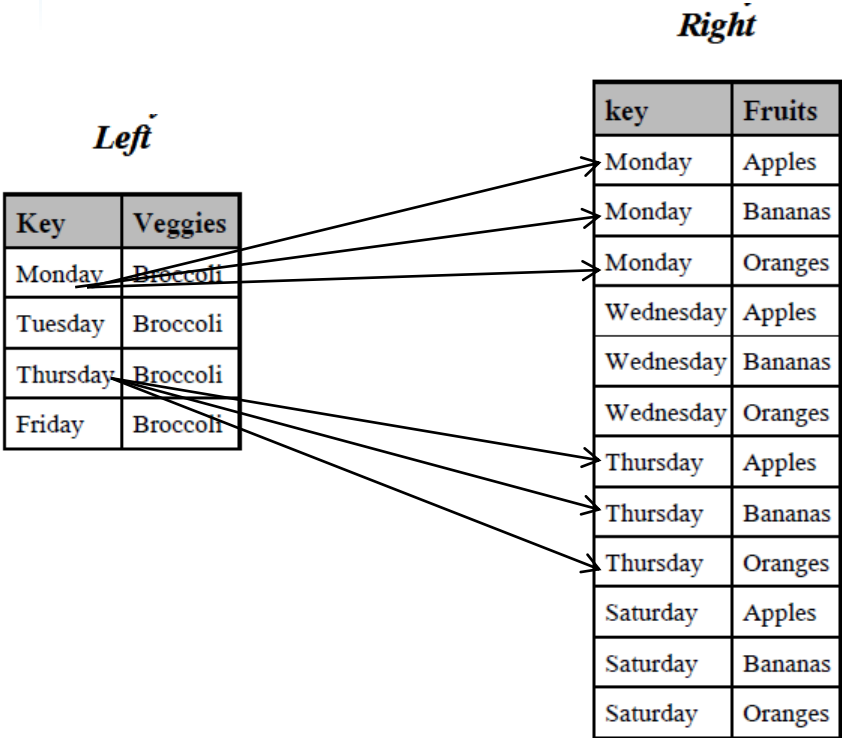 Left
Key Veggies
Monday Broccoli
Tuesday Broccoli
Thursday Broccoli
Friday Broccoli
Right
key Fruits
Monday Apples
Monday Bananas
Monday Oranges
Wednesday Apples
Wednesday Bananas
Wednesday Oranges
Thursday Apples
Thursday Bananas
Thursday Oranges
Saturday Apples
Saturday Bananas
Saturday Oranges